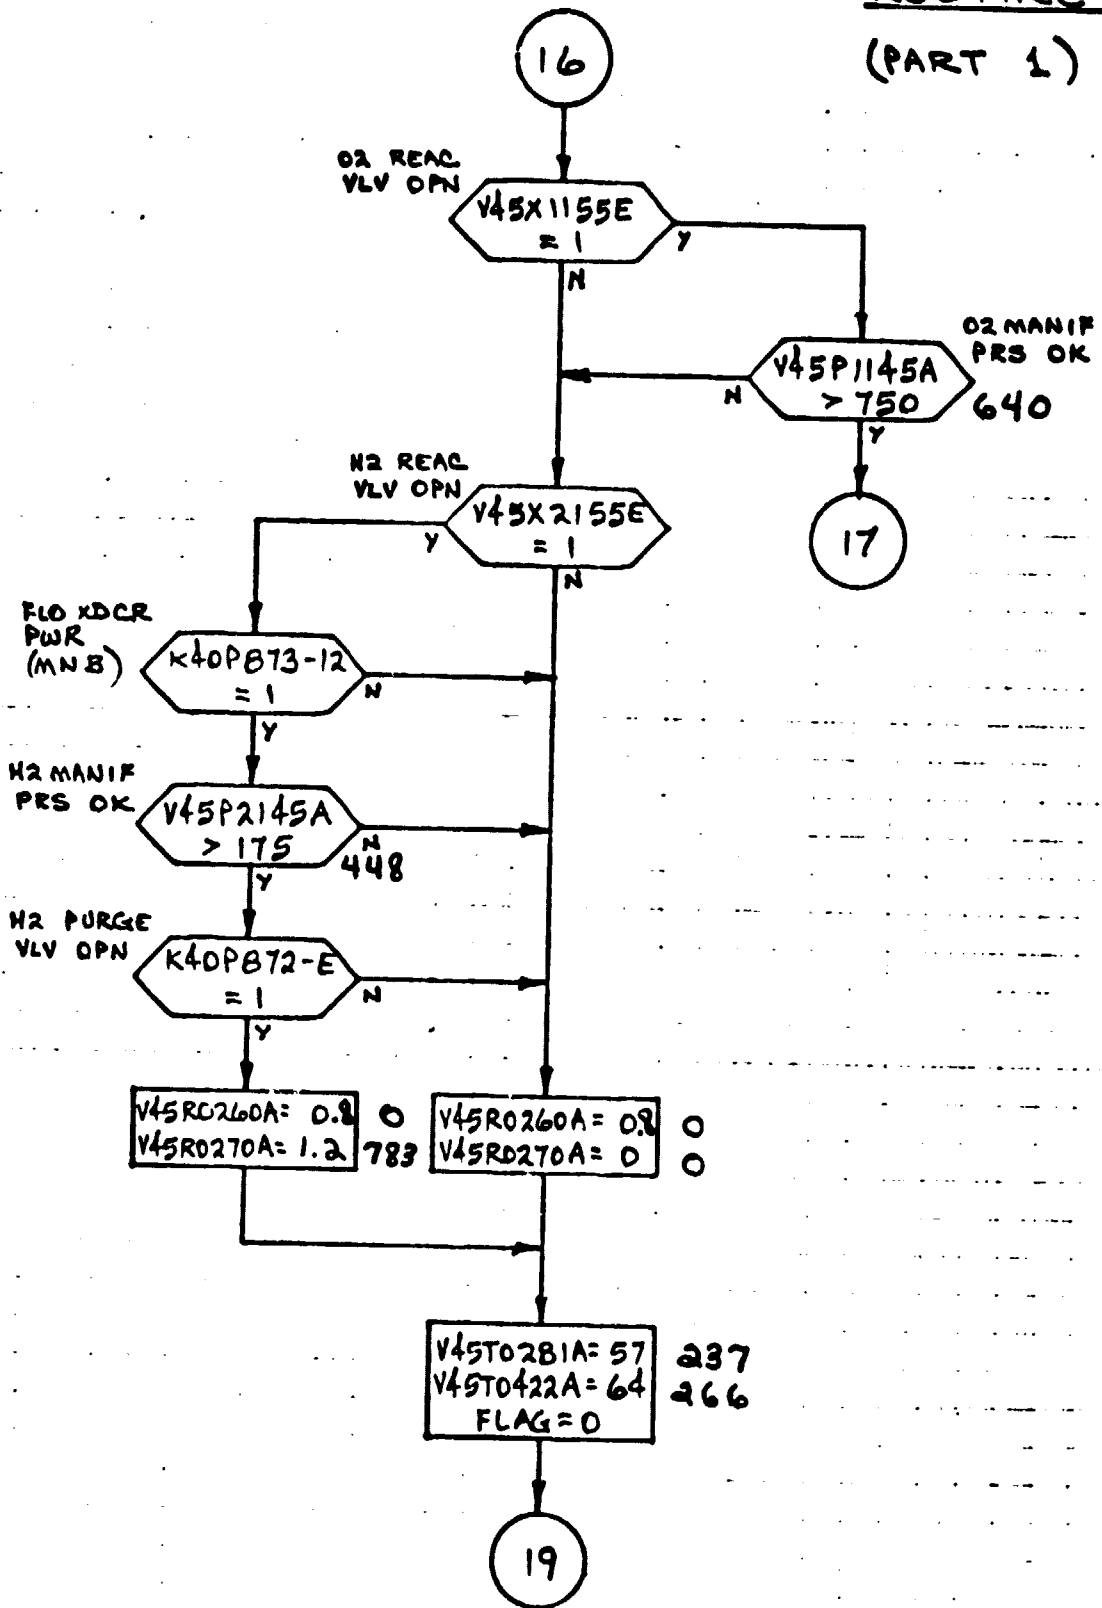 (PART 1)
16
O2 REAC
VLV OPN
V45X1155E
= 1
Y
N
O2 MANIF
PRS OK
V45P1145A
> 750
640
N
Y
17
H2 REAC
VLV OPN
V45X2155E
= 1
Y
N
FLO XDCR
PWR
(MNB)
K40P873-12
= 1
N
Y
H2 MANIF
PRS OK
V45P2145A
> 175
N
448
Y
H2 PURGE
VLV OPN
K40P872-E
= 1
N
Y
V45R0260A= 0.8 0
V45R0270A= 1.2 783
V45R0260A= 0.8 0
V45R0270A= 0 0
V45T0281A= 57 237
V45T0422A= 64 266
FLAG = 0
19